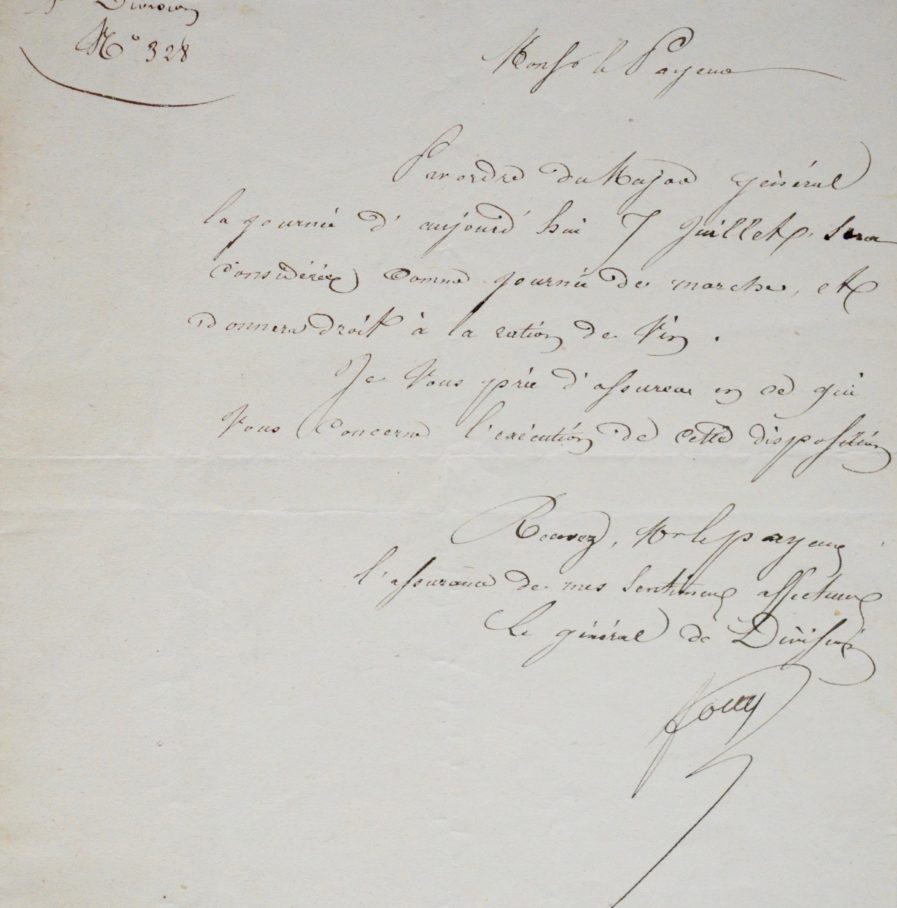 Division
N° 328
Monsr le Payeur
Par ordre du Major général
la journée d'aujourd'hui 7 Juillet, sera
Considérée Comme journée de marche, et
donnera droit à la ration de Vin.
Je Vous prie d'assurer en ce qui
Vous Concerne l'exécution de cette disposition
Recevez, Mr le payeur
l'assurance de mes Sentimens affectueux
Le général de Division